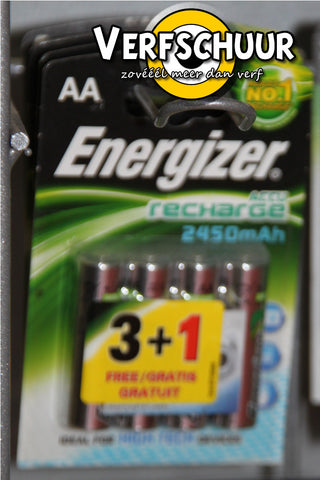 VERFSCHUUR
zovéél meer dan verf
AA
NO.1
Energizer
ACCU
recharge
2450mAh
3+1
FREE/GRATIS
GRATUIT
IDEAL FOR HIGH TECH DEVICES